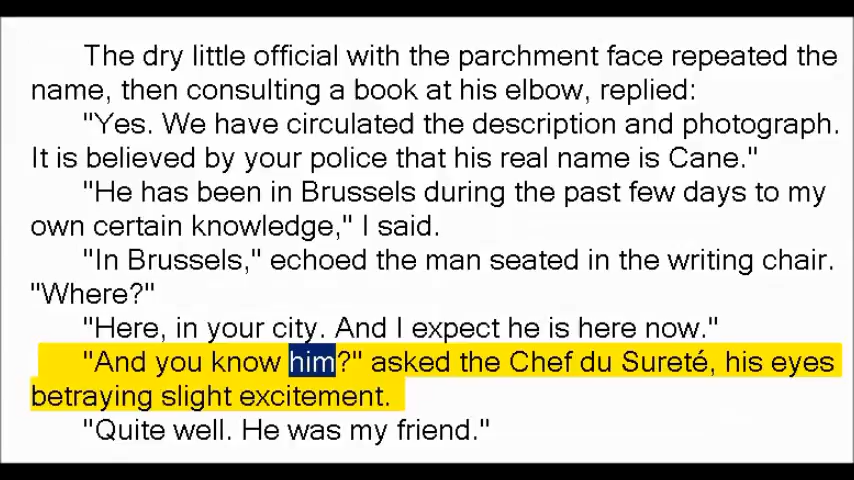 The dry little official with the parchment face repeated the
name, then consulting a book at his elbow, replied:
"Yes. We have circulated the description and photograph.
It is believed by your police that his real name is Cane."
"He has been in Brussels during the past few days to my
own certain knowledge," I said.
"In Brussels," echoed the man seated in the writing chair.
"Where?"
"Here, in your city. And I expect he is here now."
"And you know him?" asked the Chef du Sureté, his eyes
betraying slight excitement.
"Quite well. He was my friend."